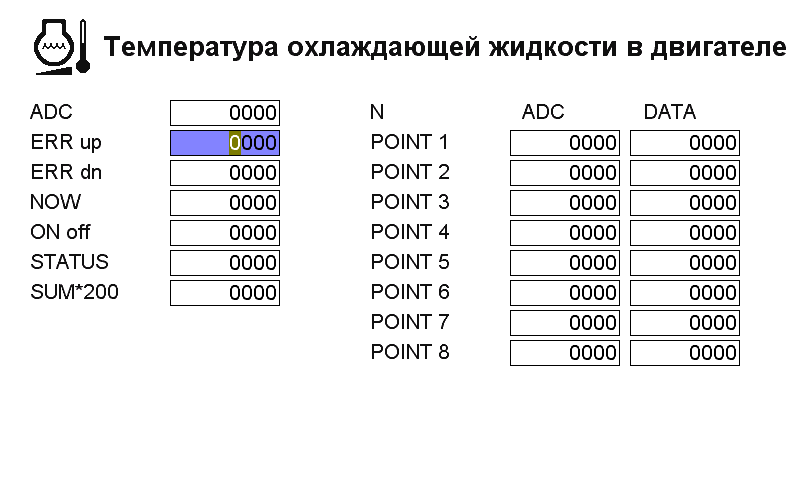 Температура охлаждающей жидкости в двигателе
ADC 0000 N ADC DATA
ERR up 0000 POINT 1 0000 0000
ERR dn 0000 POINT 2 0000 0000
NOW 0000 POINT 3 0000 0000
ON off 0000 POINT 4 0000 0000
STATUS 0000 POINT 5 0000 0000
SUM*200 0000 POINT 6 0000 0000
POINT 7 0000 0000
POINT 8 0000 0000